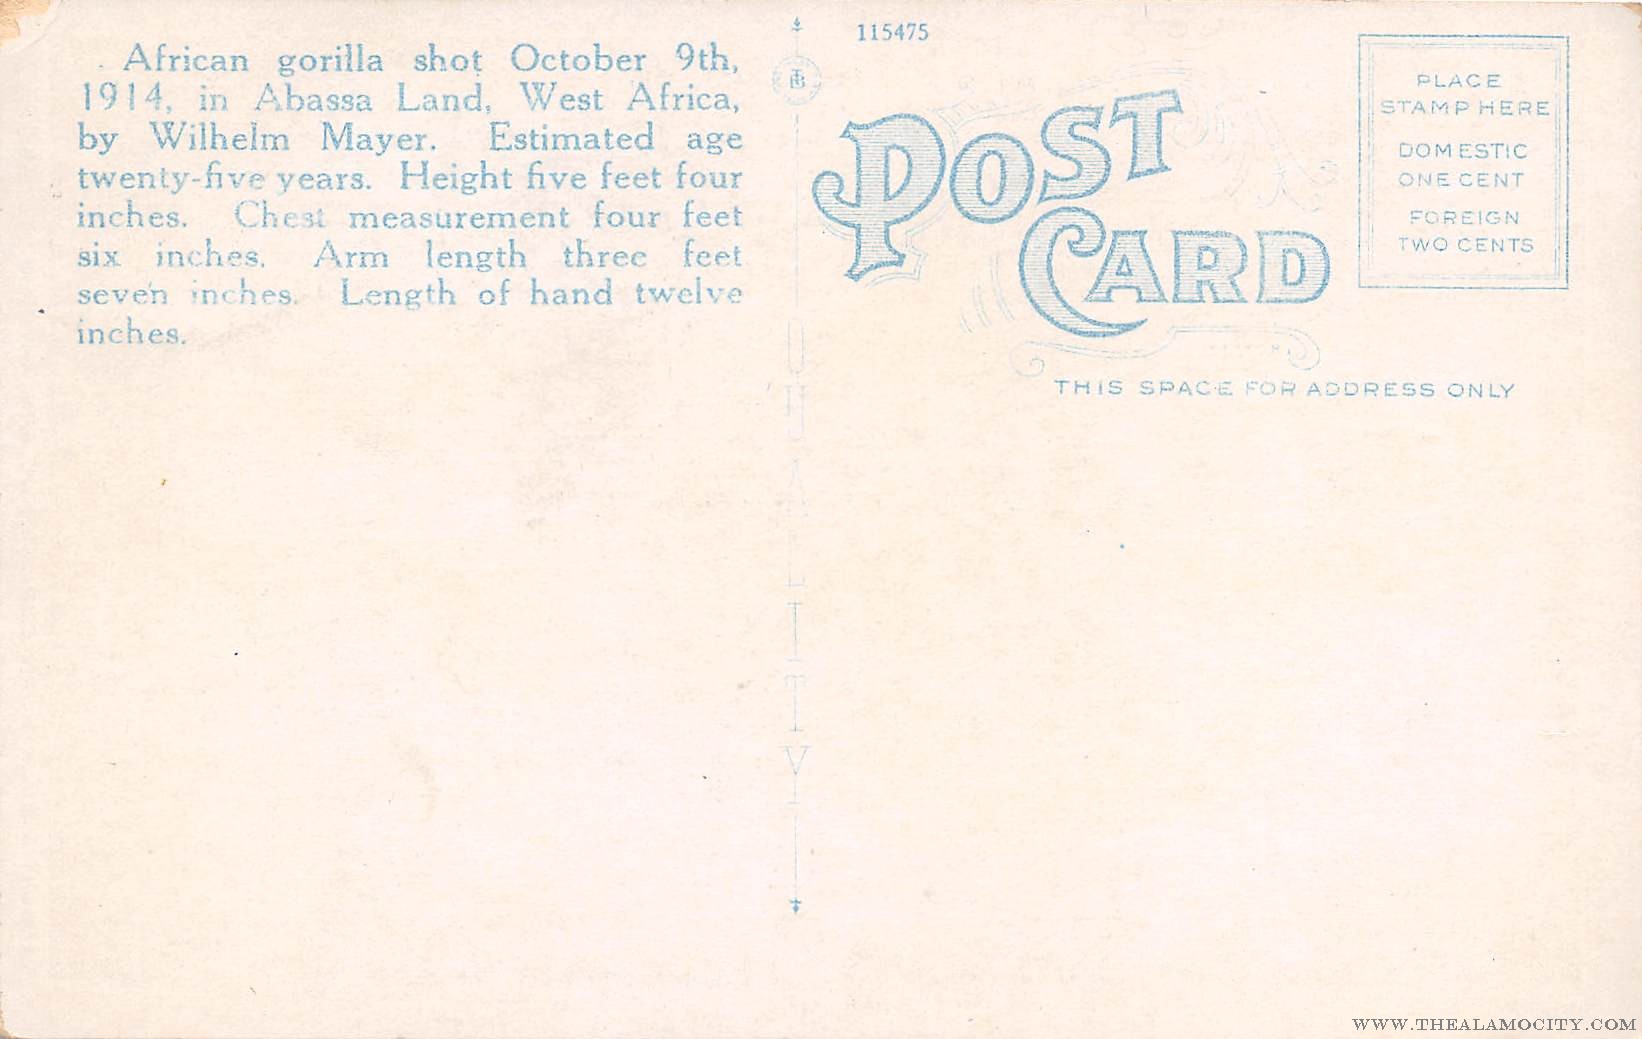 African gorilla shot October 9th,
1914, in Abassa Land, West Africa,
by Wilhelm Mayer. Estimated age
twenty-five years. Height five feet four
inches. Chest measurement four feet
six inches. Arm length three feet
seven inches. Length of hand twelve
inches.
115475
POST
CARD
PLACE
STAMP HERE
DOMESTIC
ONE CENT
FOREIGN
TWO CENTS
THIS SPACE FOR ADDRESS ONLY
WWW.THEALAMOCITY.COM